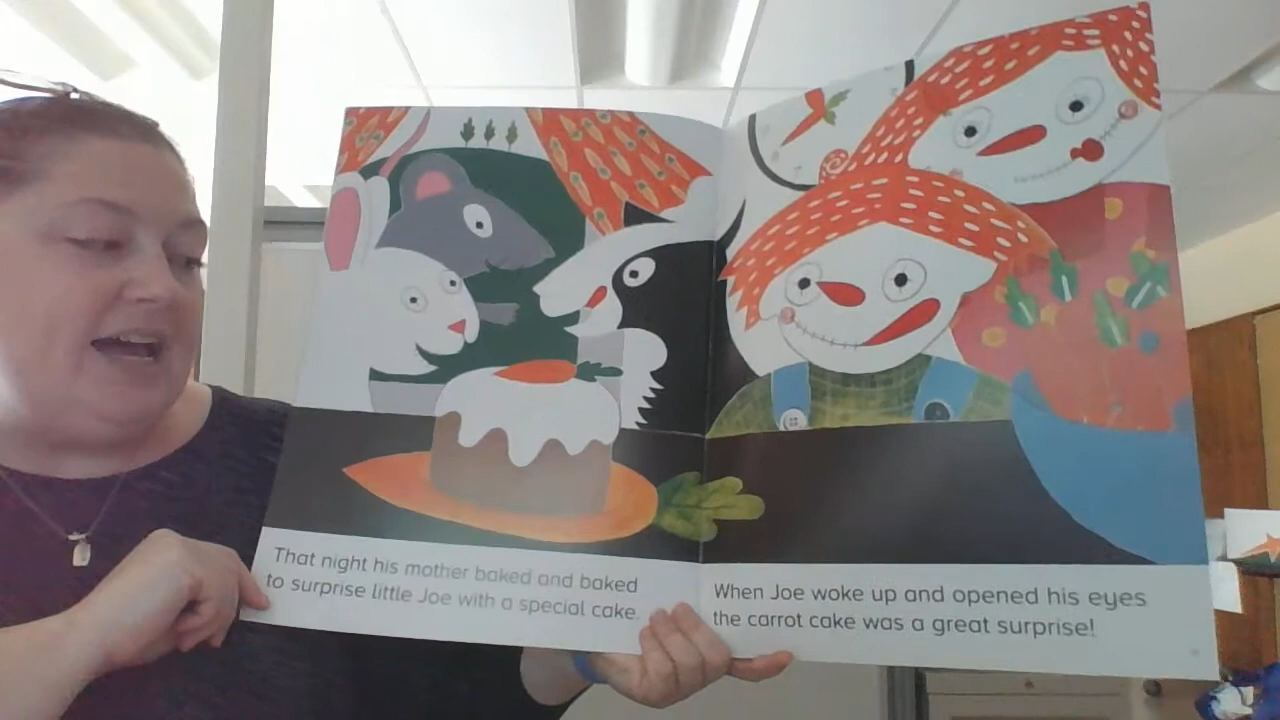 That night his mother baked and baked
to surprise little Joe with a special cake.
When Joe woke up and opened his eyes
the carrot cake was a great surprise!